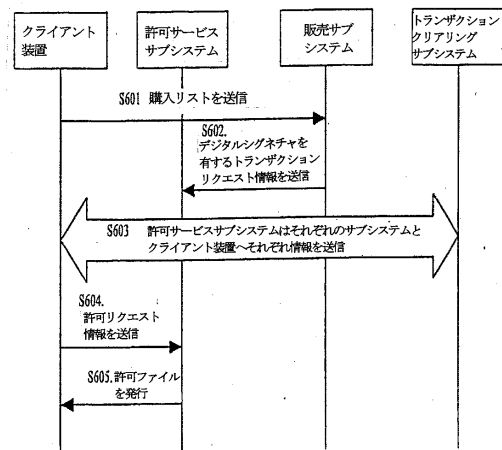 クライアント
装置
許可サービス
サブシステム
販売サブ
システム
トランザクション
クリアリング
サブシステム
S601 購入リストを送信
S602.
デジタルシグネチャを
有するトランザクション
リクエスト情報を送信
S603 許可サービスサブシステムはそれぞれのサブシステムと
クライアント装置へそれぞれ情報を送信
S604.
許可リクエスト
情報を送信
S605.許可ファイル
を発行